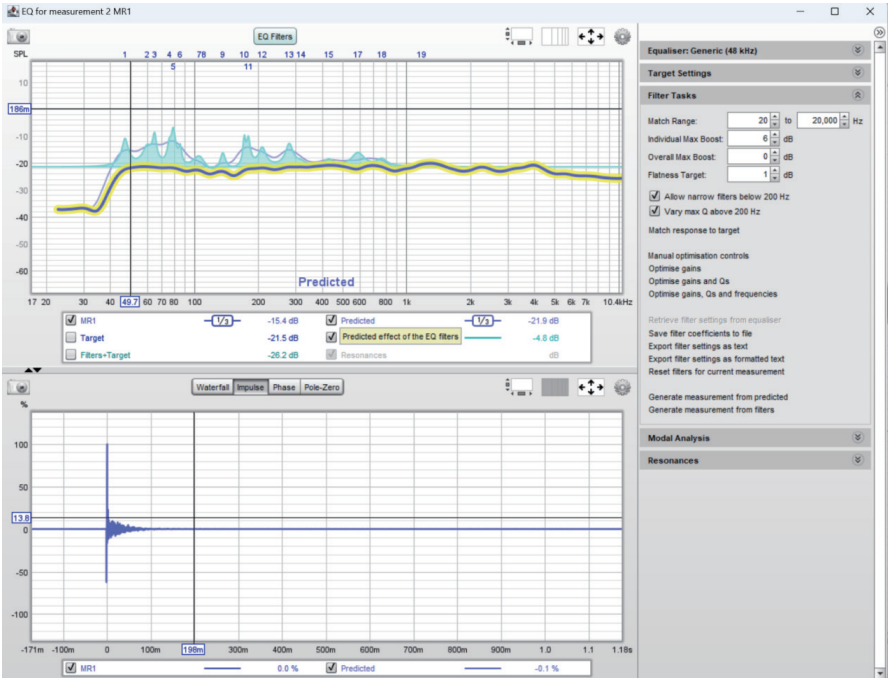 EQ for measurement 2 MR1
EQ Filters
SPL
1 2 3 4 6 7 8 9 10 12 13 14 15 17 18 19
5 11
10
186m
-10
-20
-30
-40
-50
-60
Predicted
17 20 30 40 49.7 60 70 80 100 200 300 400 500 600 800 1k 2k 3k 4k 5k 6k 7k 10.4kHz
MR1 1/3 -15.4 dB Predicted 1/3 -21.9 dB
Target -21.5 dB Predicted effect of the EQ filters -4.8 dB
Filters+Target -26.2 dB Resonances dB
Waterfall Impulse Phase Pole-Zero
%
100
50
13.8
0
-50
-100
-171m -100m 0 100m 198m 300m 400m 500m 600m 700m 800m 900m 1.0 1.1 1.18s
MR1 0.0 % Predicted -0.1 %
Equaliser: Generic (48 kHz)
Target Settings
Filter Tasks
Match Range: 20 to 20,000 Hz
Individual Max Boost: 6 dB
Overall Max Boost: 0 dB
Flatness Target: 1 dB
Allow narrow filters below 200 Hz
Vary max Q above 200 Hz
Match response to target
Manual optimisation controls
Optimise gains
Optimise gains and Qs
Optimise gains, Qs and frequencies
Retrieve filter settings from equaliser
Save filter coefficients to file
Export filter settings as text
Export filter settings as formatted text
Reset filters for current measurement
Generate measurement from predicted
Generate measurement from filters
Modal Analysis
Resonances